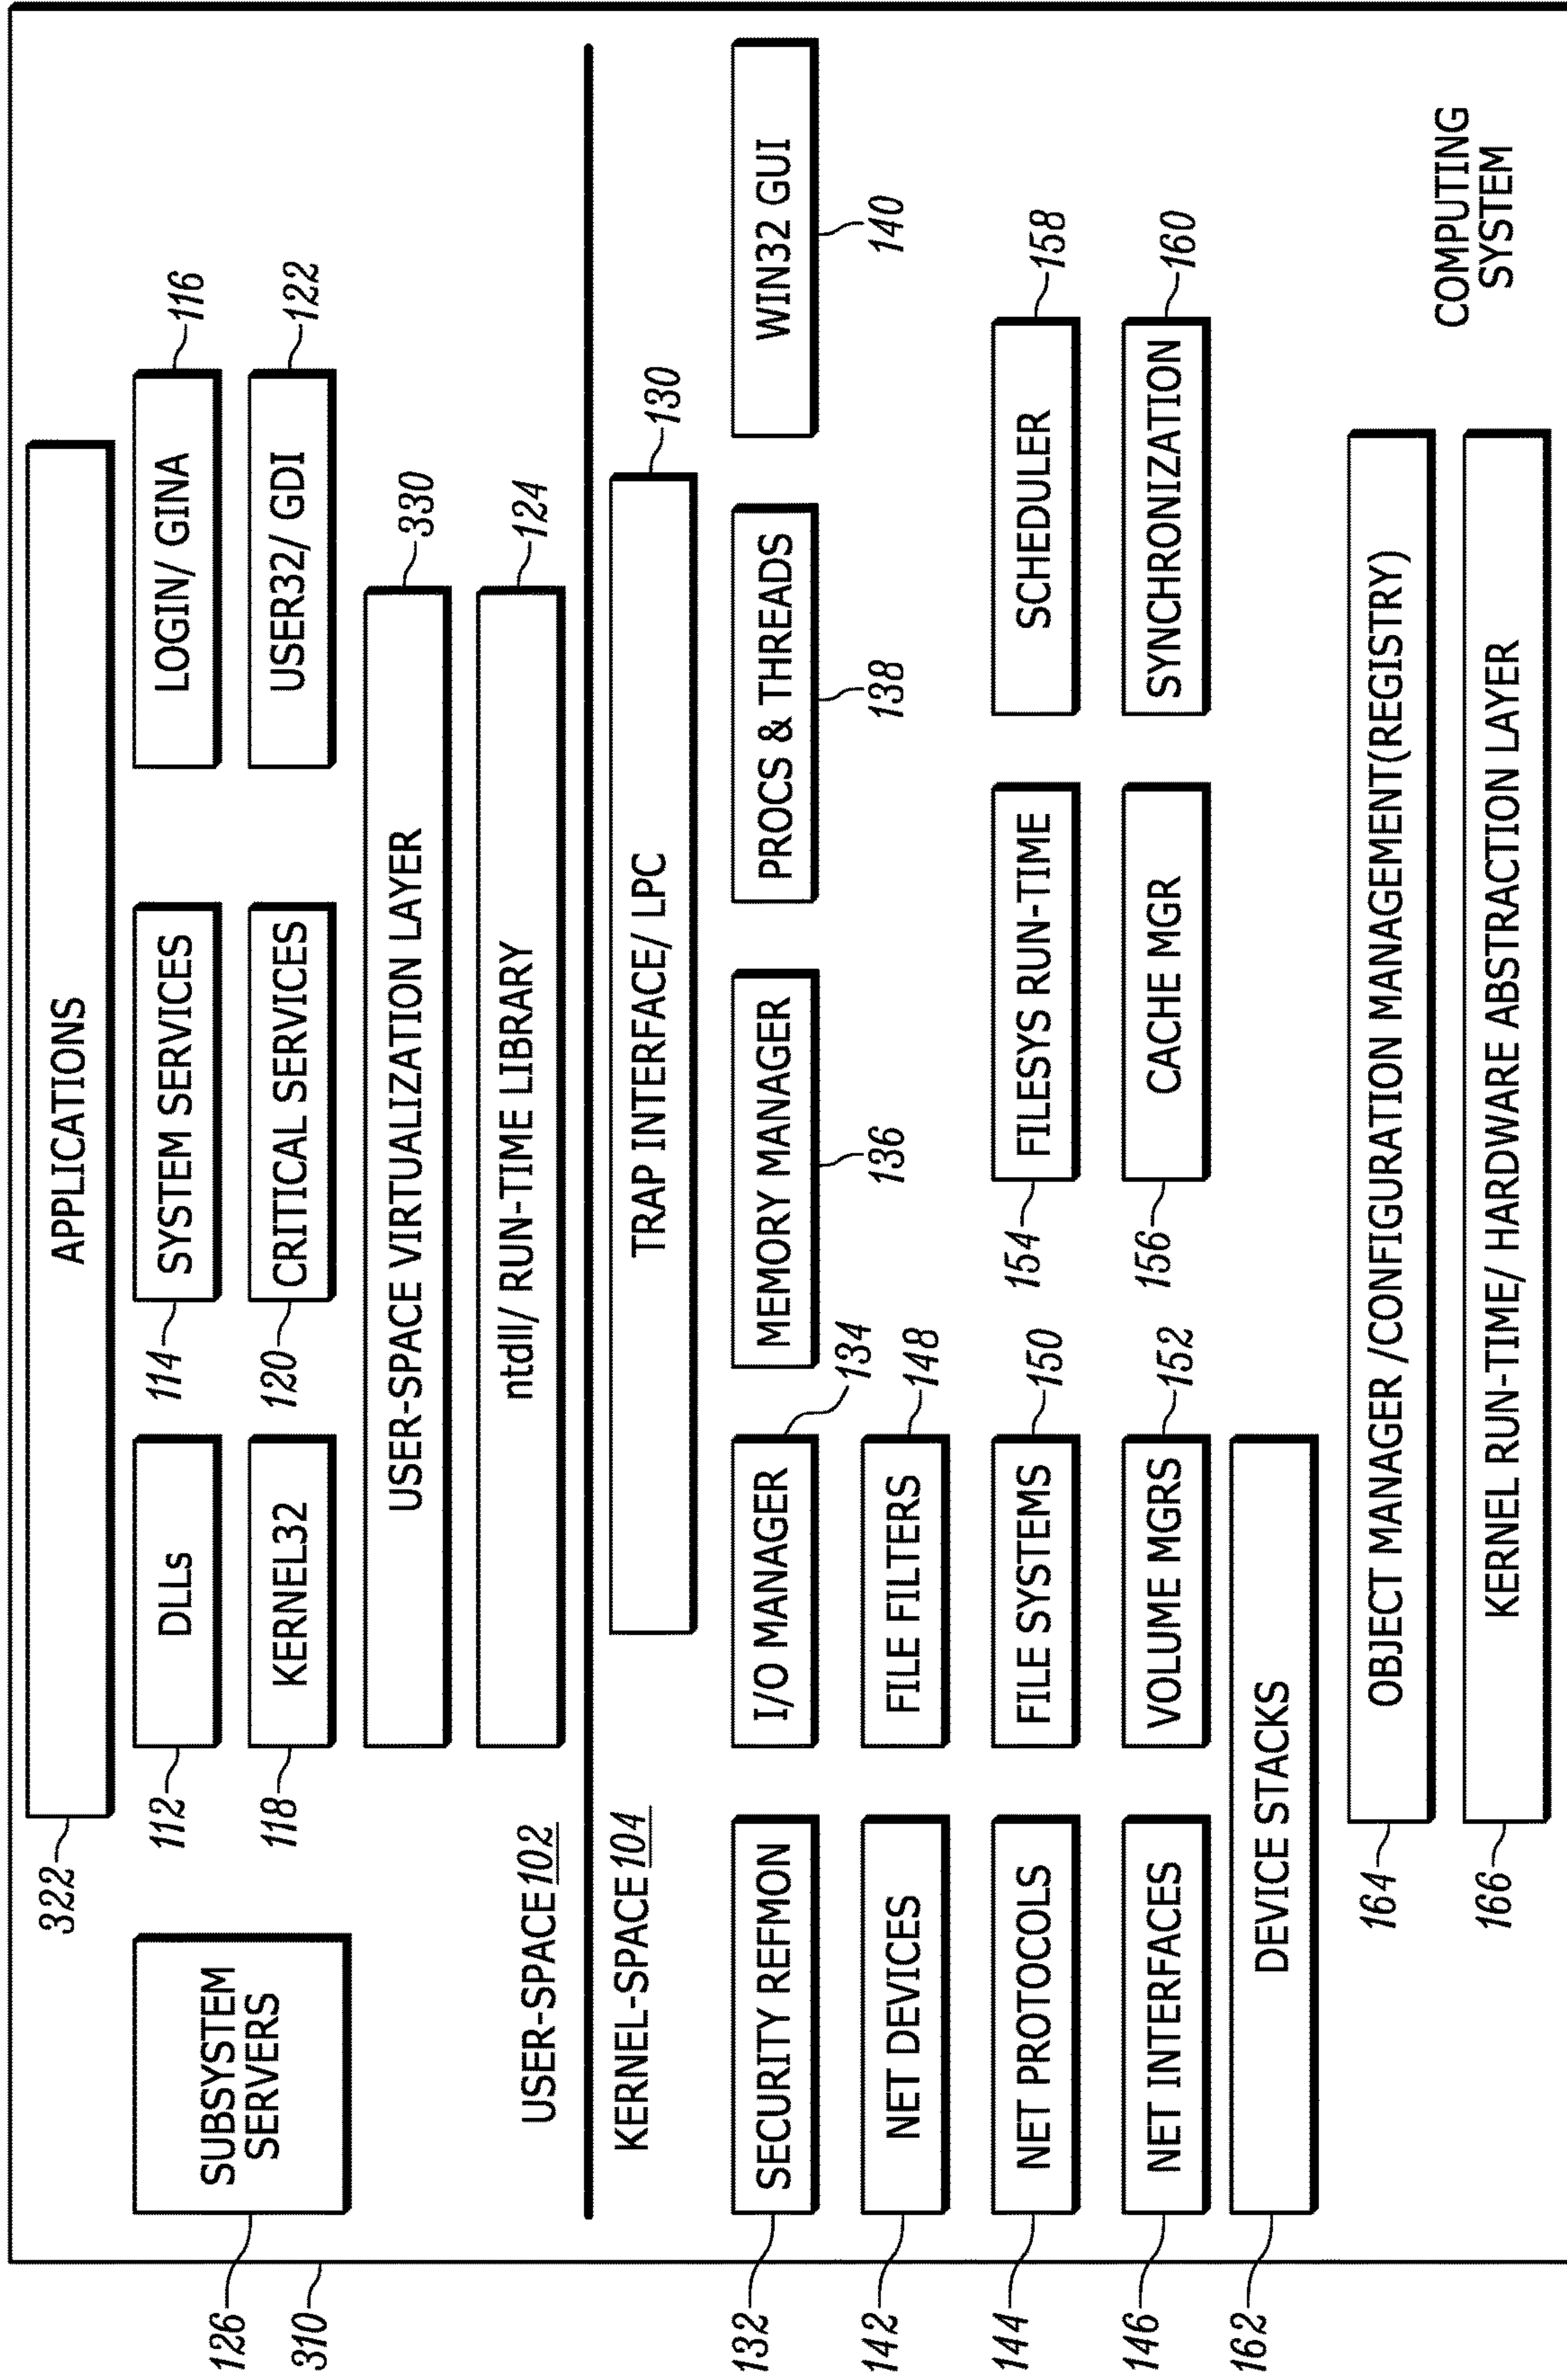 APPLICATIONS
322
SUBSYSTEM
SERVERS
126
310
DLLs
112
SYSTEM SERVICES
114
LOGIN/ GINA
116
KERNEL32
118
CRITICAL SERVICES
120
USER32/ GDI
122
USER-SPACE VIRTUALIZATION LAYER
330
ntdll/ RUN-TIME LIBRARY
124
USER-SPACE 102
KERNEL-SPACE 104
TRAP INTERFACE/ LPC
130
SECURITY REFMON
132
I/O MANAGER
134
MEMORY MANAGER
136
PROCS & THREADS
138
WIN32 GUI
140
NET DEVICES
142
FILE FILTERS
148
NET PROTOCOLS
144
FILE SYSTEMS
150
FILESYS RUN-TIME
154
SCHEDULER
158
NET INTERFACES
146
VOLUME MGRS
152
CACHE MGR
156
SYNCHRONIZATION
160
DEVICE STACKS
162
OBJECT MANAGER /CONFIGURATION MANAGEMENT(REGISTRY)
164
KERNEL RUN-TIME/ HARDWARE ABSTRACTION LAYER
166
COMPUTING
SYSTEM